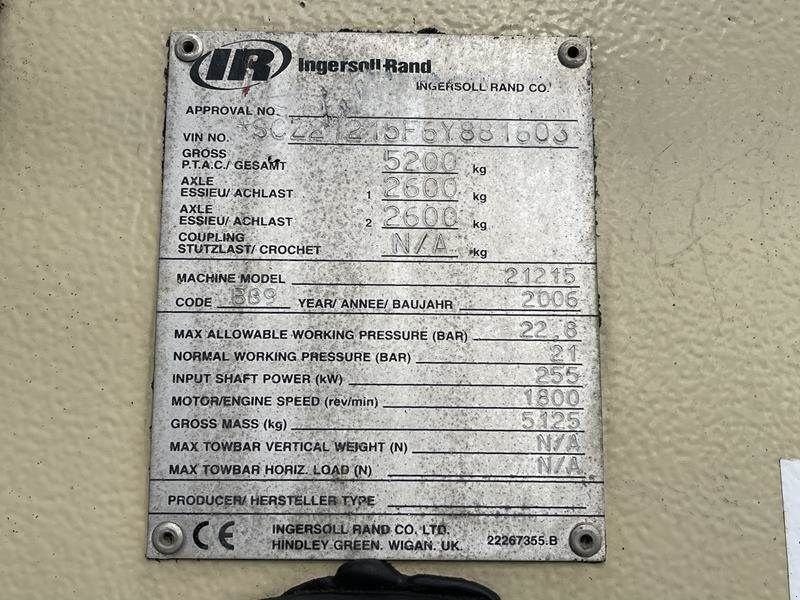 IR Ingersoll-Rand
INGERSOLL RAND CO.
APPROVAL NO.
VIN NO. *SCZ21215F6Y881603
GROSS
P.T.A.C./ GESAMT 5200 kg
AXLE
ESSIEU/ ACHLAST 1 2600 kg
AXLE
ESSIEU/ ACHLAST 2 2600 kg
COUPLING
STUTZLAST/ CROCHET N/A kg
MACHINE MODEL 21215
CODE BB9 YEAR/ ANNEE/ BAUJAHR 2006
MAX ALLOWABLE WORKING PRESSURE (BAR) 22.8
NORMAL WORKING PRESSURE (BAR) 21
INPUT SHAFT POWER (kW) 255
MOTOR/ENGINE SPEED (rev/min) 1800
GROSS MASS (kg) 5125
MAX TOWBAR VERTICAL WEIGHT (N) N/A
MAX TOWBAR HORIZ. LOAD (N) N/A
PRODUCER/ HERSTELLER TYPE
CE INGERSOLL RAND CO. LTD.
HINDLEY GREEN. WIGAN. UK. 22267355.B